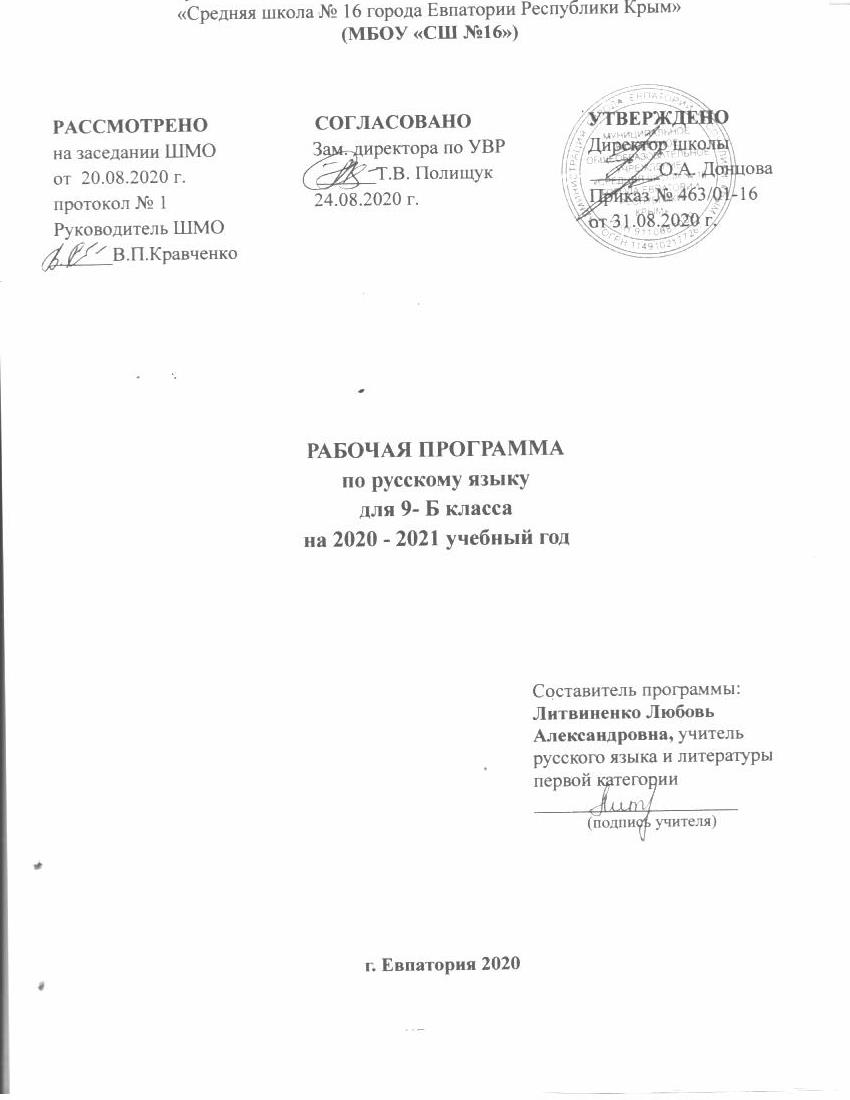 «Средняя школа № 16 города Евпатории Республики Крым»
(МБОУ «СШ №16»)
РАССМОТРЕНО
на заседании ШМО
от 20.08.2020 г.
протокол № 1
Руководитель ШМО
В.П.Кравченко
СОГЛАСОВАНО
Зам. директора по УВР
Т.В. Полищук
24.08.2020 г.
УТВЕРЖДЕНО
Директор школы
О.А. Донцова
Приказ № 463/01-16
от 31.08.2020 г.
РАБОЧАЯ ПРОГРАММА
по русскому языку
для 9- Б класса
на 2020 - 2021 учебный год
Составитель программы:
Литвиненко Любовь
Александровна, учитель
русского языка и литературы
первой категории
(подпись учителя)
г. Евпатория 2020